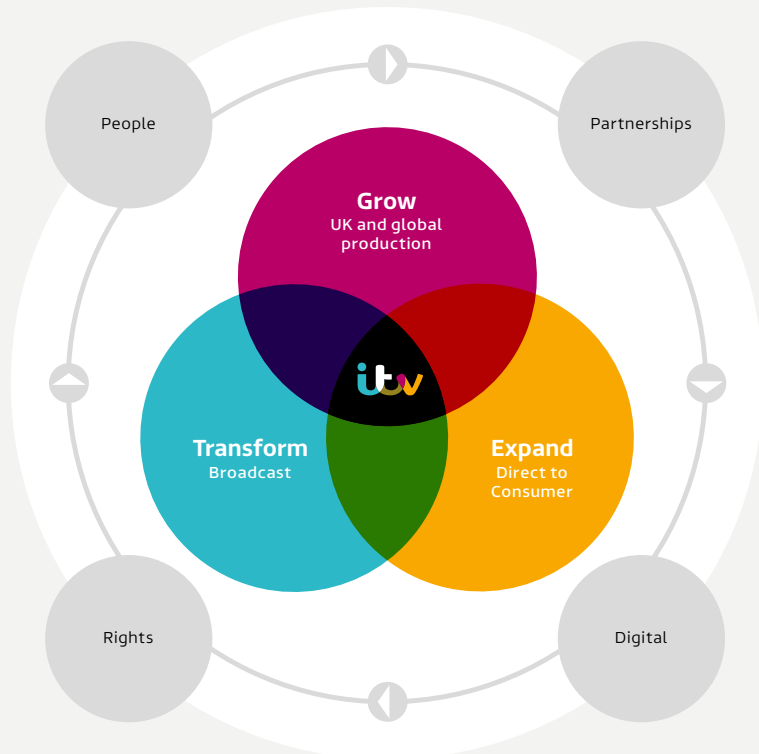 People
Partnerships
Grow
UK and global
production
itv
Transform
Broadcast
Expand
Direct to
Consumer
Rights
Digital